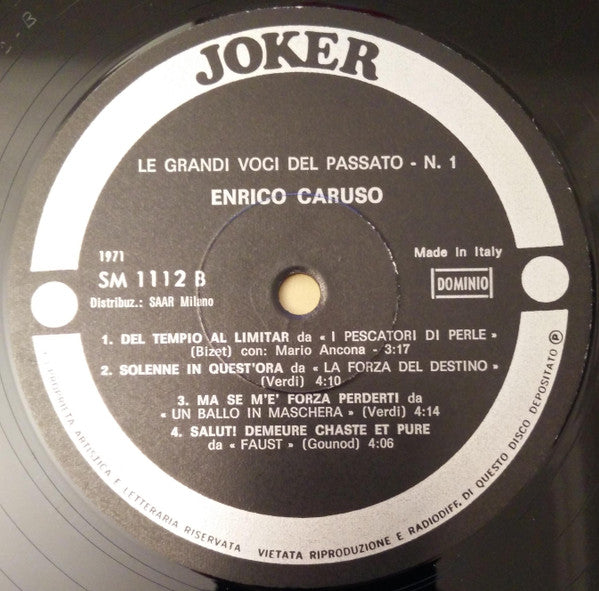 JOKER
LE GRANDI VOCI DEL PASSATO - N. 1
ENRICO CARUSO
1971
SM 1112 B
Distribuz.: SAAR Milano
Made in Italy
DOMINIO
1. DEL TEMPIO AL LIMITAR da « I PESCATORI DI PERLE »
(Bizet) con: Mario Ancona - 3:17
2. SOLENNE IN QUEST'ORA da « LA FORZA DEL DESTINO »
(Verdi) 4:10
3. MA SE M'E' FORZA PERDERTI da
« UN BALLO IN MASCHERA » (Verdi) 4:14
4. SALUT! DEMEURE CHASTE ET PURE
da « FAUST » (Gounod) 4:06
PROPRIETA ARTISTICA E LETTERARIA RISERVATA VIETATA RIPRODUZIONE E RADIODIFF. DI QUESTO DISCO DEPOSITATO Ⓟ